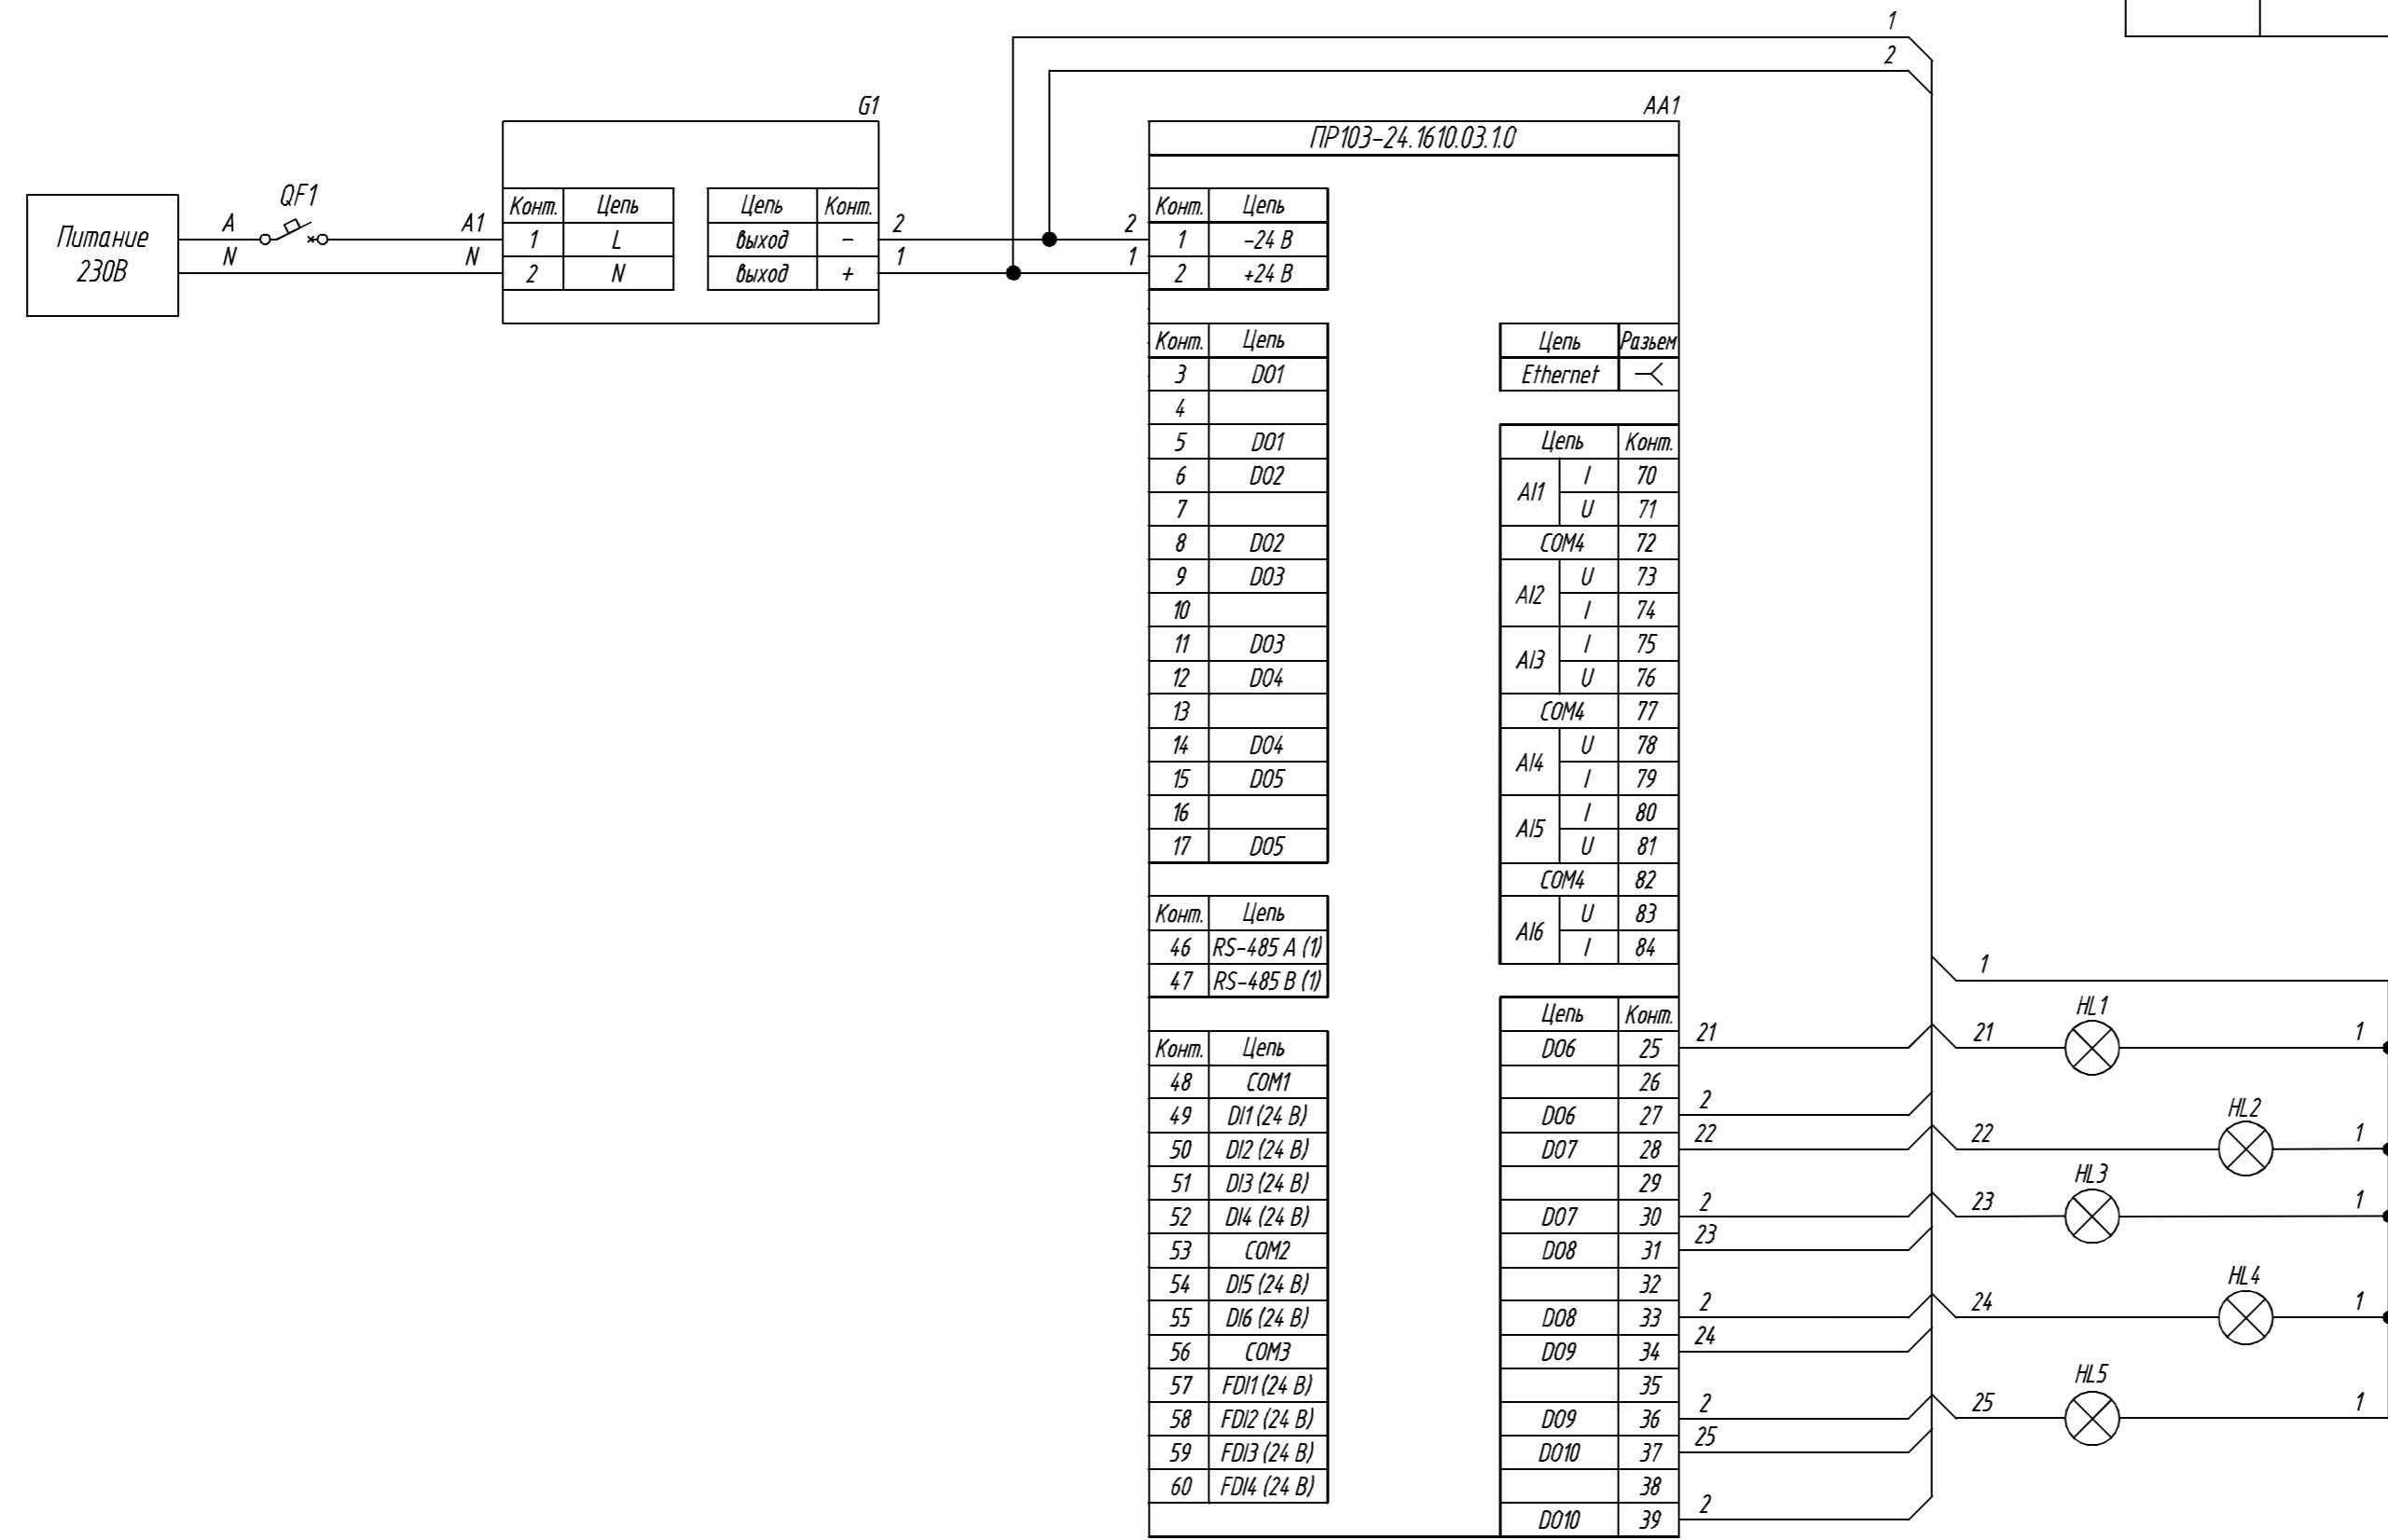 1
2
G1
AA1
ПР103-24.1610.03.1.0
Питание
230В
A
QF1
A1
N
N
Конт. Цепь
1 L
2 N
Цепь Конт.
выход -
выход +
2
1
2
1
Конт. Цепь
1 -24 В
2 +24 В
Конт. Цепь
3 DO1
4
5 DO1
6 DO2
7
8 DO2
9 DO3
10
11 DO3
12 DO4
13
14 DO4
15 DO5
16
17 DO5
Конт. Цепь
46 RS-485 A (1)
47 RS-485 B (1)
Конт. Цепь
48 COM1
49 DI1 (24 В)
50 DI2 (24 В)
51 DI3 (24 В)
52 DI4 (24 В)
53 COM2
54 DI5 (24 В)
55 DI6 (24 В)
56 COM3
57 FDI1 (24 В)
58 FDI2 (24 В)
59 FDI3 (24 В)
60 FDI4 (24 В)
Цепь Разьем
Ethernet
Цепь Конт.
AI1 I 70
U 71
COM4 72
AI2 U 73
I 74
AI3 I 75
U 76
COM4 77
AI4 U 78
I 79
AI5 I 80
U 81
COM4 82
AI6 U 83
I 84
Цепь Конт.
DO6 25
26
DO6 27
DO7 28
29
DO7 30
DO8 31
32
DO8 33
DO9 34
35
DO9 36
DO10 37
38
DO10 39
21
2
22
2
23
2
24
2
25
2
1
21 HL1 1
22 HL2 1
23 HL3 1
24 HL4 1
25 HL5 1